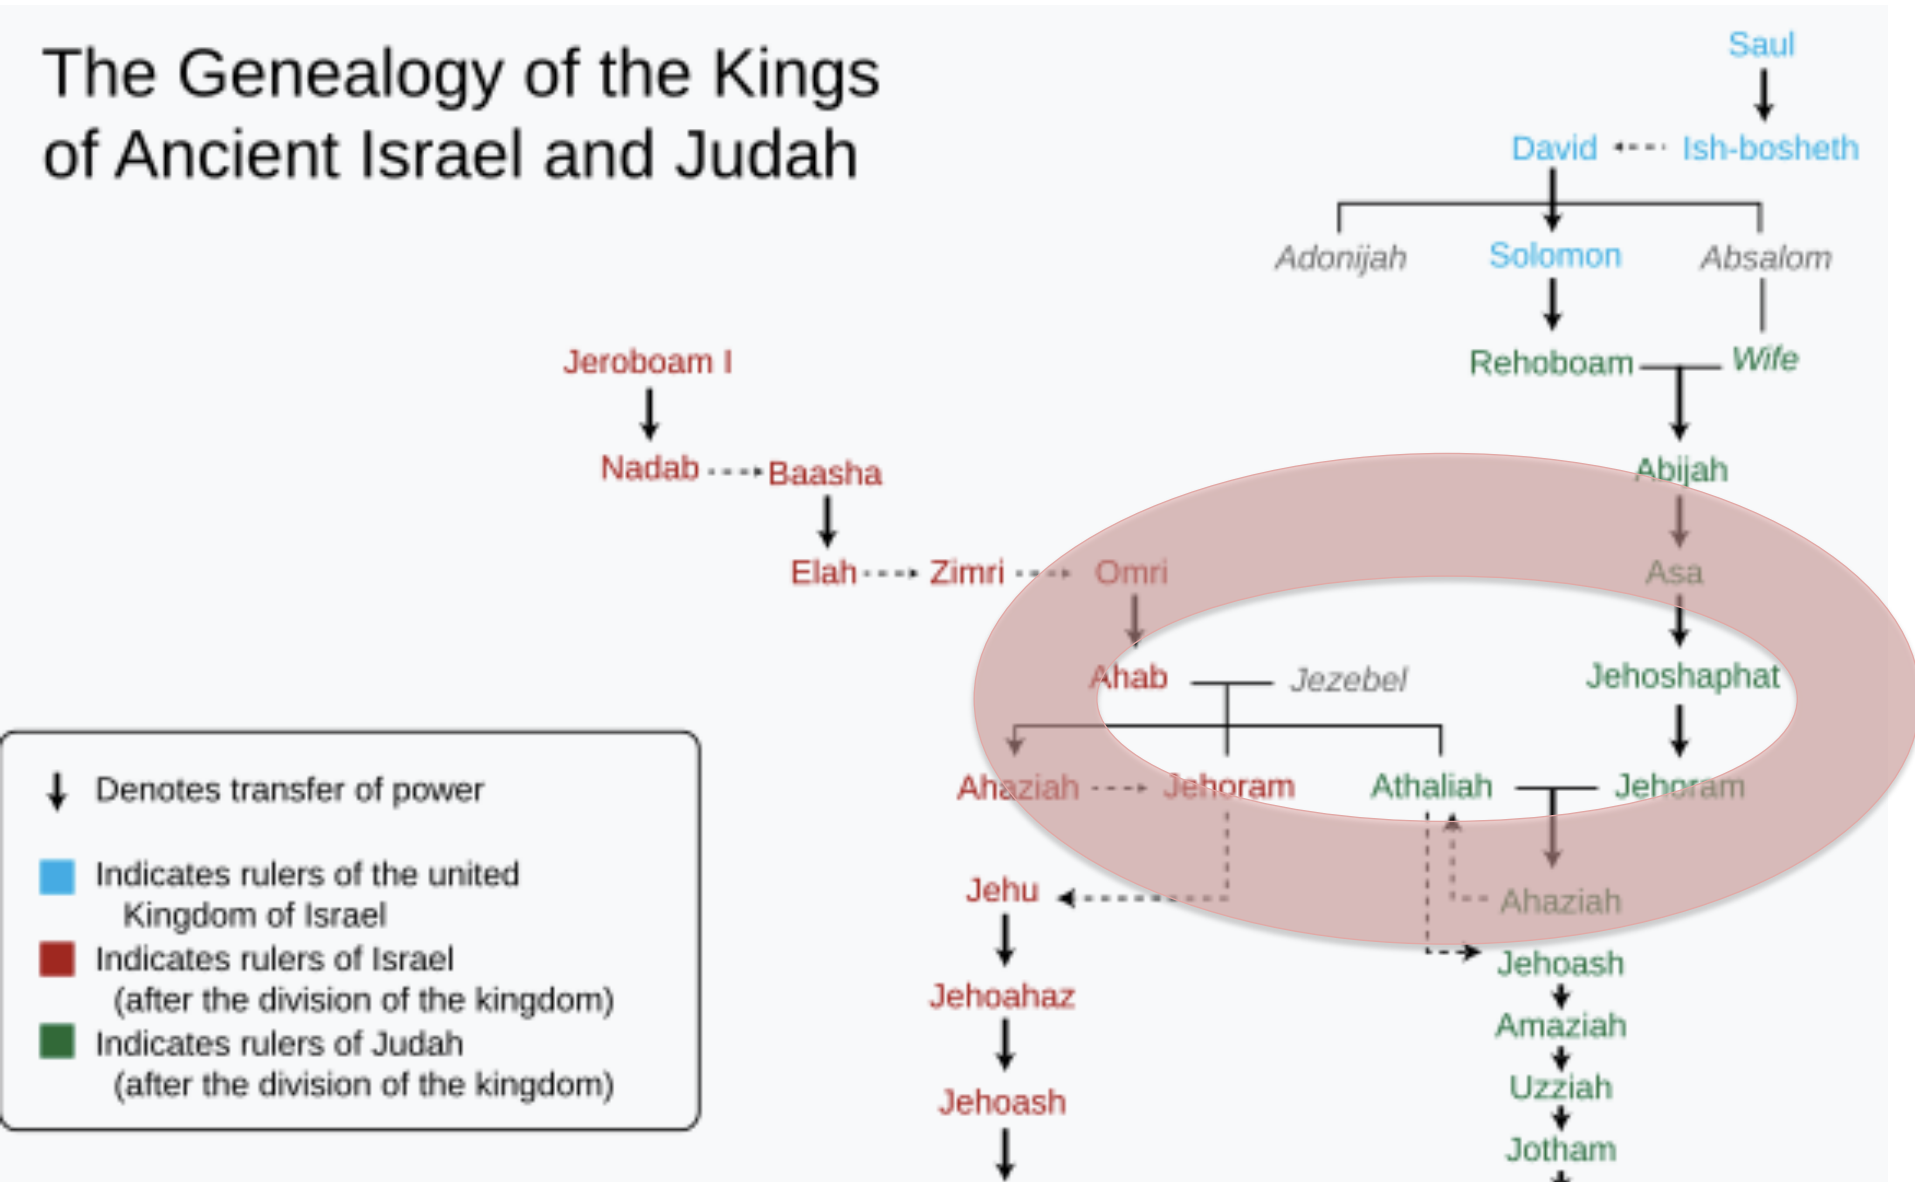 The Genealogy of the Kings
of Ancient Israel and Judah
Saul
David Ish-bosheth
Adonijah Solomon Absalom
Jeroboam I Rehoboam Wife
Nadab Baasha Abijah
Elah Zimri Omri Asa
Ahab Jezebel Jehoshaphat
Ahaziah Jehoram Athaliah Jehoram
Jehu Ahaziah
Jehoash
Jehoahaz
Amaziah
Uzziah
Jehoash
Jotham
Denotes transfer of power
Indicates rulers of the united
Kingdom of Israel
Indicates rulers of Israel
(after the division of the kingdom)
Indicates rulers of Judah
(after the division of the kingdom)